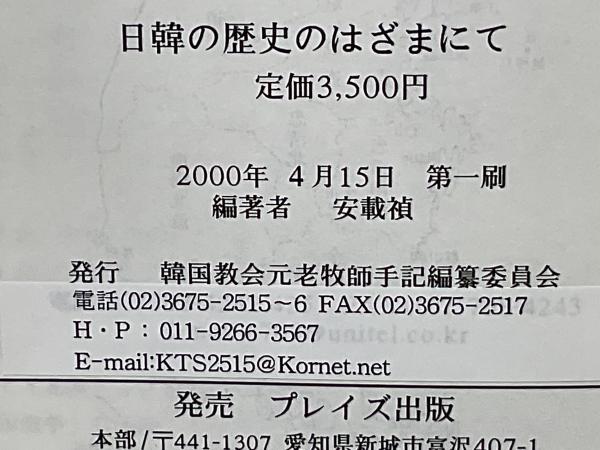 日韓の歴史のはざまにて
定価3,500円
2000年 4月15日 第一刷
編著者 安載禎
発行 韓国教会元老牧師手記編纂委員会
電話(02)3675-2515~6 FAX(02)3675-2517
4243
H・P : 011-9266-3567
@unitel.co.kr
E-mail:KTS2515@Kornet.net
発売 プレイズ出版
本部/〒441-1307 愛知県新城市富沢407-1